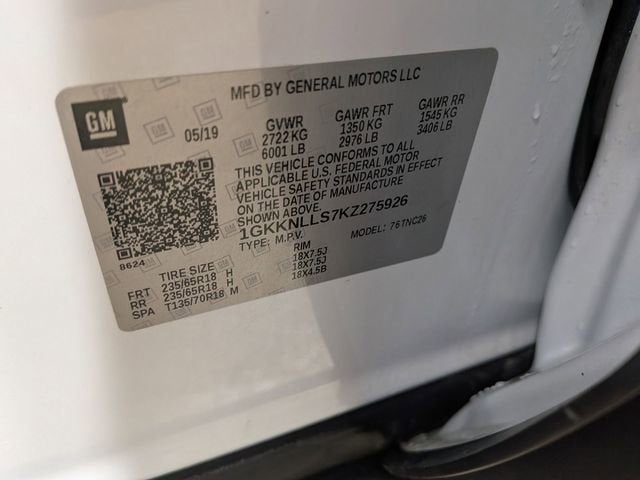 MFD BY GENERAL MOTORS LLC
GM
05/19
GVWR GAWR FRT GAWR RR
2722 KG 1350 KG 1545 KG
6001 LB 2976 LB 3406 LB
THIS VEHICLE CONFORMS TO ALL
APPLICABLE U.S. FEDERAL MOTOR
VEHICLE SAFETY STANDARDS IN EFFECT
ON THE DATE OF MANUFACTURE
SHOWN ABOVE.
1GKKNLLS7KZ275926
TYPE: M.P.V. MODEL: 76TNC26
8624
TIRE SIZE RIM
FRT 235/65R18 H 18X7.5J
RR 235/65R18 H 18X7.5J
SPA T135/70R18 M 18X4.5B